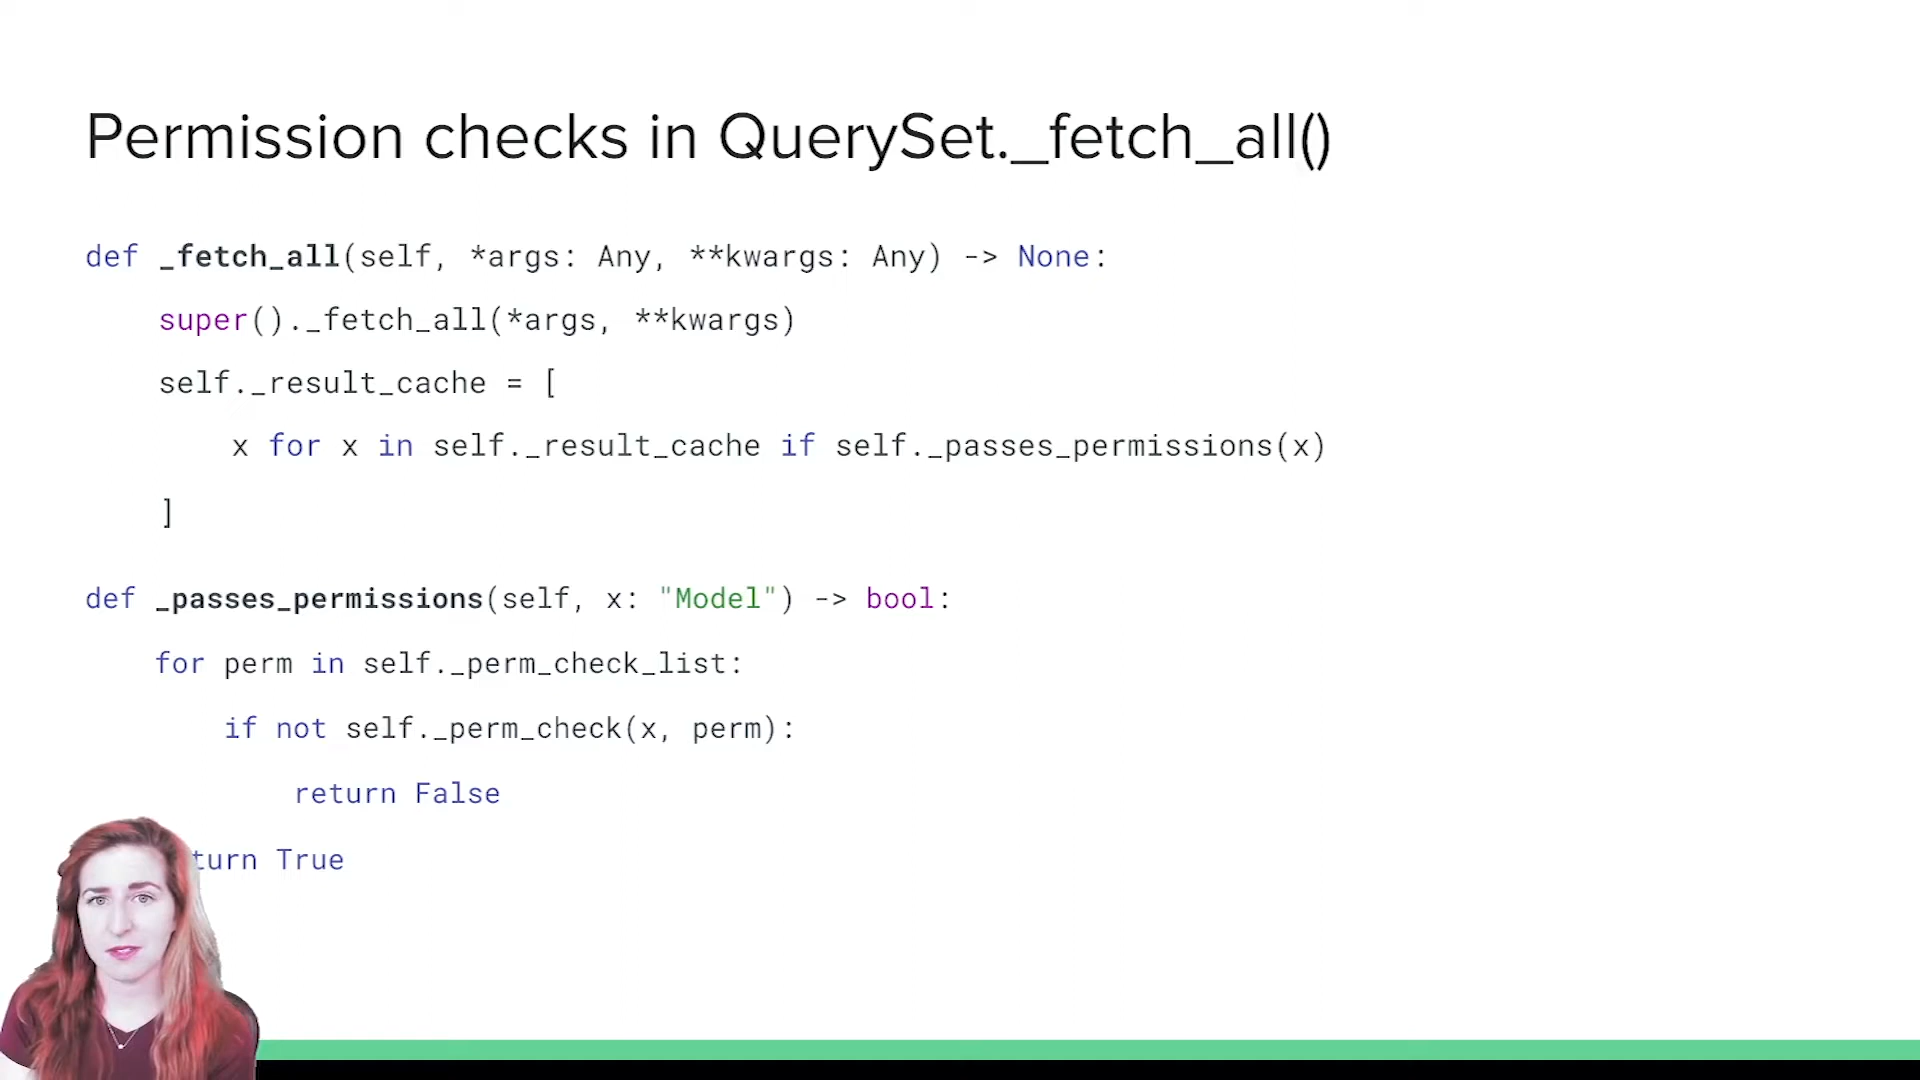 Permission checks in QuerySet._fetch_all()
def _fetch_all(self, *args: Any, **kwargs: Any) -> None:
super()._fetch_all(*args, **kwargs)
self._result_cache = [
x for x in self._result_cache if self._passes_permissions(x)
]
def _passes_permissions(self, x: "Model") -> bool:
for perm in self._perm_check_list:
if not self._perm_check(x, perm):
return False
turn True